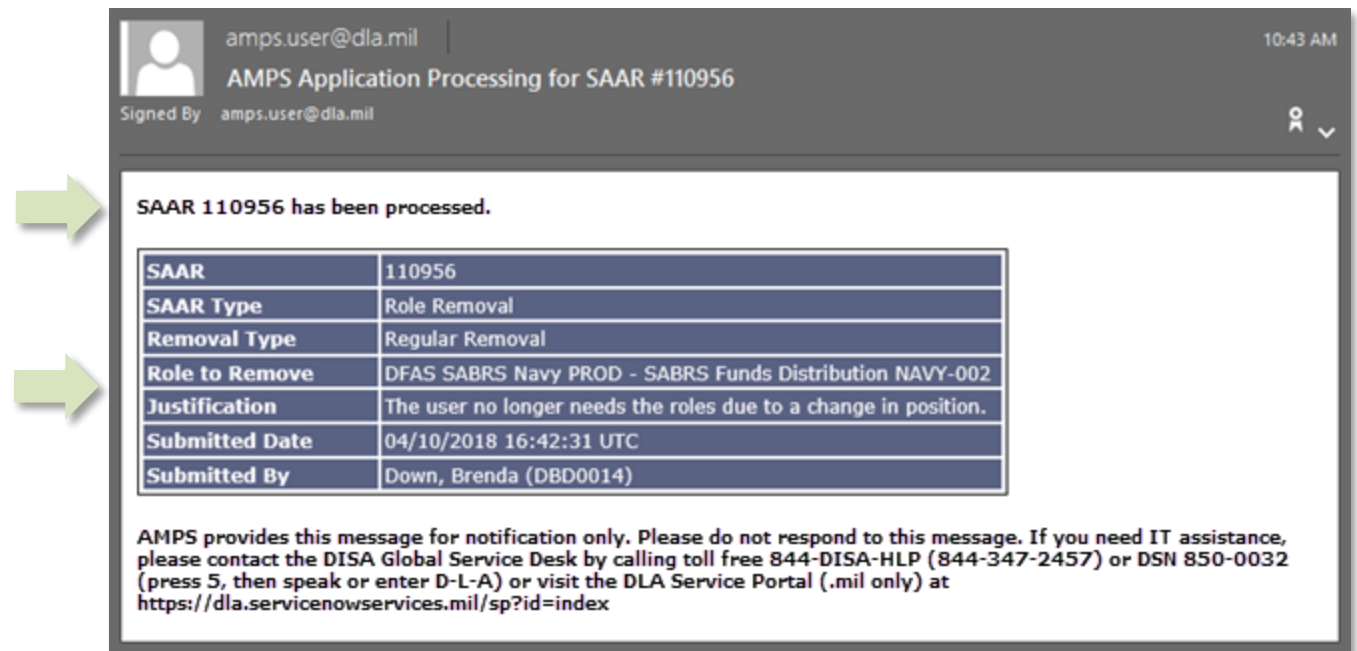 amps.user@dla.mil
10:43 AM
AMPS Application Processing for SAAR #110956
Signed By amps.user@dla.mil
SAAR 110956 has been processed.
SAAR 110956
SAAR Type Role Removal
Removal Type Regular Removal
Role to Remove DFAS SABRS Navy PROD - SABRS Funds Distribution NAVY-002
Justification The user no longer needs the roles due to a change in position.
Submitted Date 04/10/2018 16:42:31 UTC
Submitted By Down, Brenda (DBD0014)
AMPS provides this message for notification only. Please do not respond to this message. If you need IT assistance,
please contact the DISA Global Service Desk by calling toll free 844-DISA-HLP (844-347-2457) or DSN 850-0032
(press 5, then speak or enter D-L-A) or visit the DLA Service Portal (.mil only) at
https://dla.servicenowservices.mil/sp?id=index